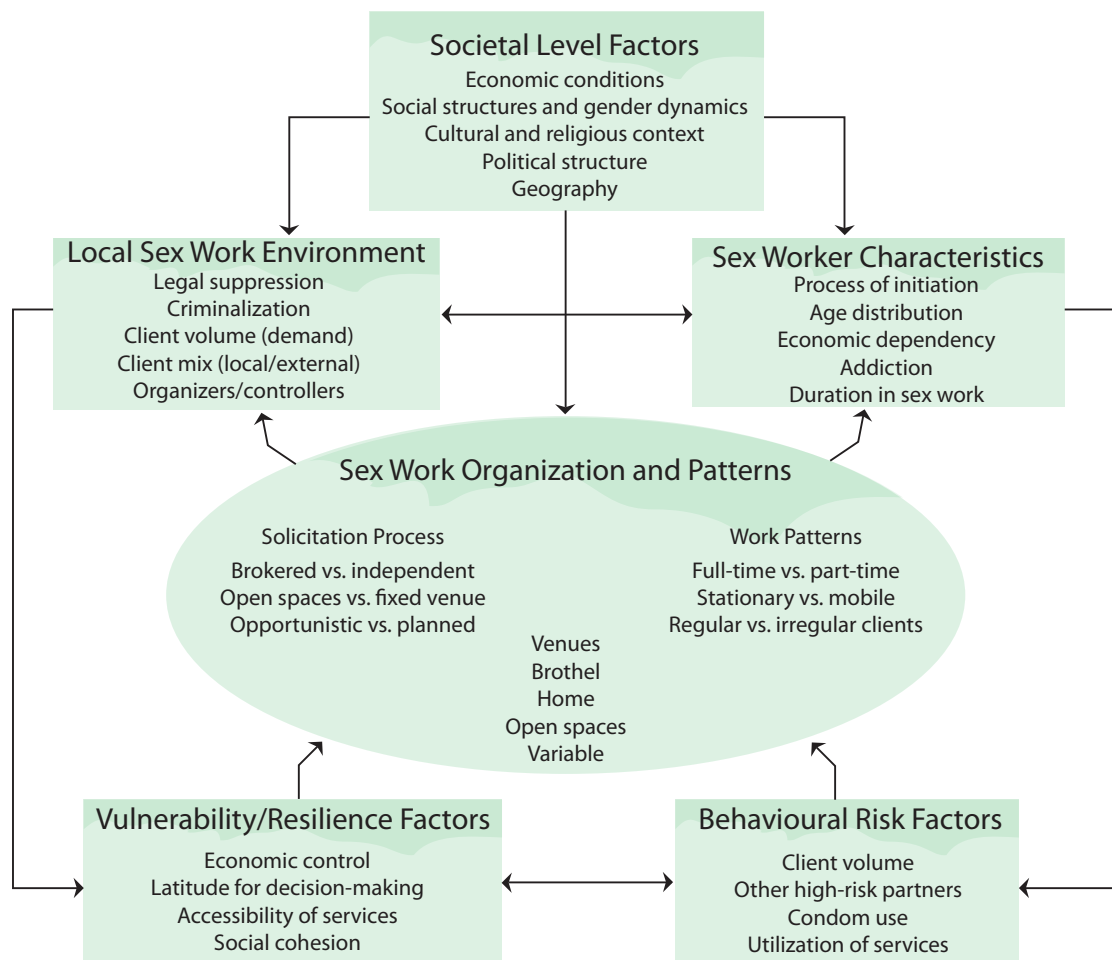 Societal Level Factors
Economic conditions
Social structures and gender dynamics
Cultural and religious context
Political structure
Geography
Local Sex Work Environment
Legal suppression
Criminalization
Client volume (demand)
Client mix (local/external)
Organizers/controllers
Sex Worker Characteristics
Process of initiation
Age distribution
Economic dependency
Addiction
Duration in sex work
Sex Work Organization and Patterns
Solicitation Process
Brokered vs. independent
Open spaces vs. fixed venue
Opportunistic vs. planned
Work Patterns
Full-time vs. part-time
Stationary vs. mobile
Regular vs. irregular clients
Venues
Brothel
Home
Open spaces
Variable
Vulnerability/Resilience Factors
Economic control
Latitude for decision-making
Accessibility of services
Social cohesion
Behavioural Risk Factors
Client volume
Other high-risk partners
Condom use
Utilization of services